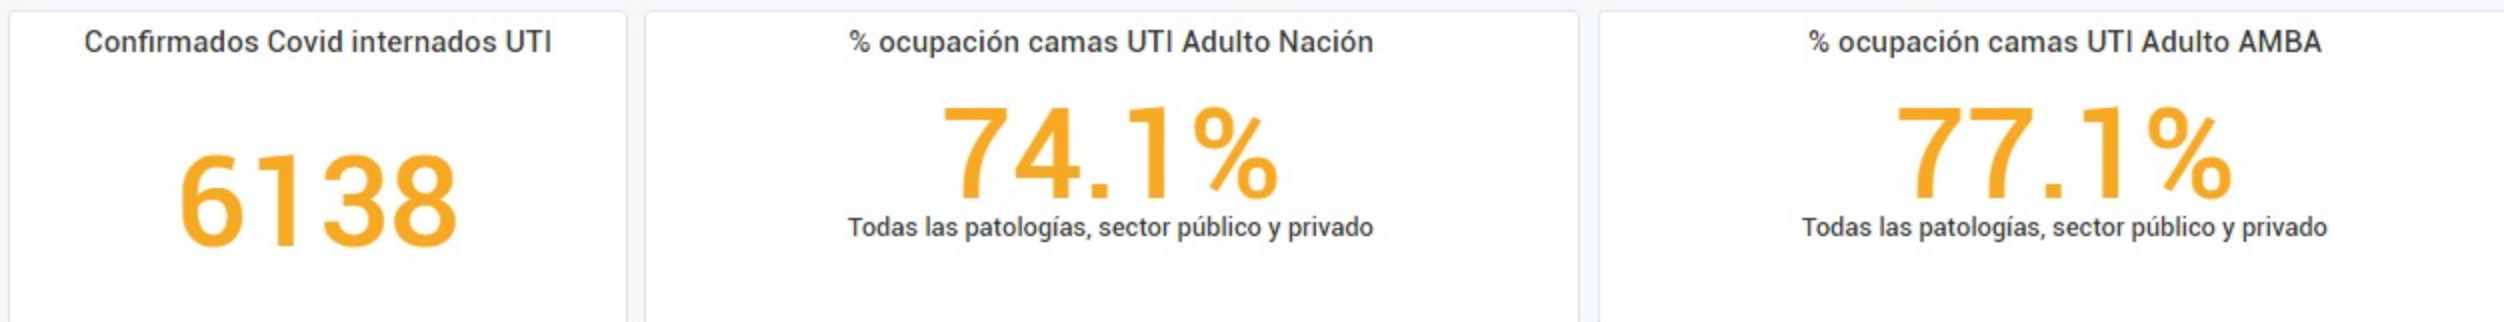 Confirmados Covid internados UTI
6138
% ocupación camas UTI Adulto Nación
74.1%
Todas las patologías, sector público y privado
% ocupación camas UTI Adulto AMBA
77.1%
Todas las patologías, sector público y privado